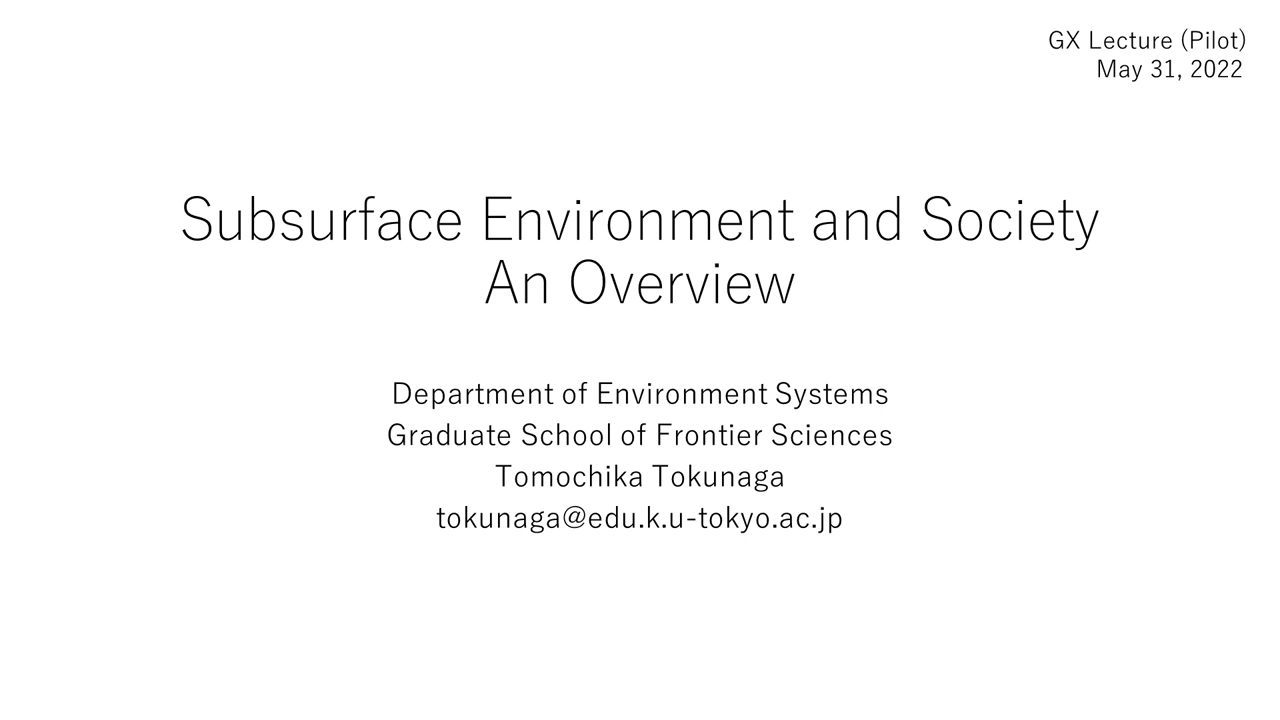 GX Lecture (Pilot)
May 31, 2022
Subsurface Environment and Society
An Overview
Department of Environment Systems
Graduate School of Frontier Sciences
Tomochika Tokunaga
tokunaga@edu.k.u-tokyo.ac.jp